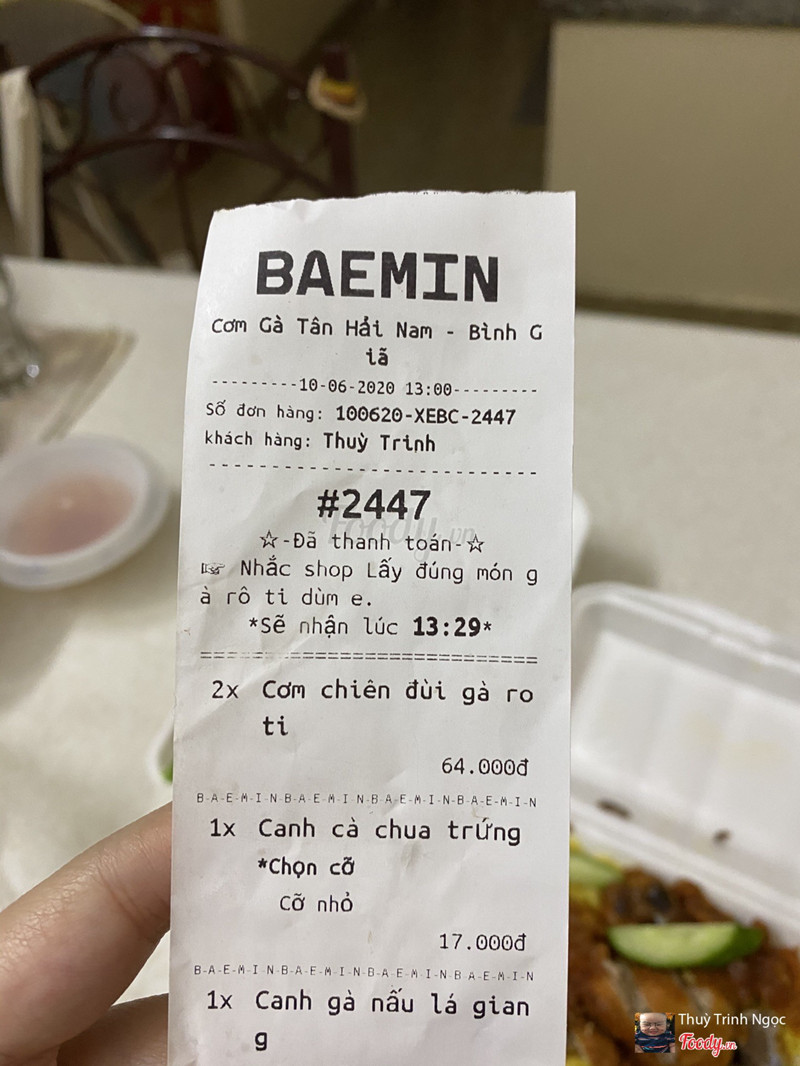 BAEMIN
Cơm Gà Tân Hải Nam - Bình G
iã
---------10-06-2020 13:00---------
Số đơn hàng: 100620-XEBC-2447
khách hàng: Thuỳ Trinh
---------------------------
#2447
Foody.vn
☆-Đã thanh toán-☆
☞ Nhắc shop Lấy đúng món g
à rô ti dùm e.
*Sẽ nhận lúc 13:29*
==============================
2x Cơm chiên đùi gà ro
ti
64.000đ
B-A-E-M-I-N-B-A-E-M-I-N-B-A-E-M-I-N-B-A-E-M-I-N
1x Canh cà chua trứng
*Chọn cỡ
Cỡ nhỏ
17.000đ
B-A-E-M-I-N-B-A-E-M-I-N-B-A-E-M-I-N-B-A-E-M-I-N
1x Canh gà nấu lá gian
g
Thuỳ Trinh Ngọc
Foody.vn